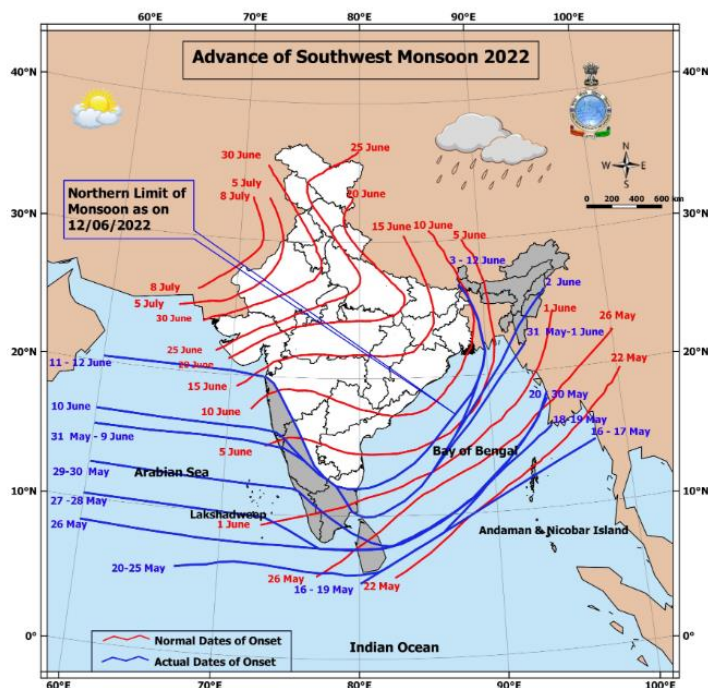 60°E
70°E
80°E
90°E
100°E
Advance of Southwest Monsoon 2022
40°N
40°N
N
W
E
S
0
200
400
600 km
30 June
25 June
5 July
8 July
20 June
Northern Limit of
Monsoon as on
12/06/2022
30°N
30°N
15 June
10 June
5 June
3 - 12 June
2 June
8 July
5 July
30 June
1 June
26 May
31 May-1 June
25 June
22 May
20°N
20°N
11 - 12 June
15 June
10 June
10 June
20 - 30 May
18-19 May
16 - 17 May
31 May - 9 June
5 June
Bay of Bengal
29-30 May
Arabian Sea
10°N
10°N
27 -28 May
Lakshadweep
1 June
26 May
Andaman & Nicobar Island
20-25 May
26 May
16 - 19 May
22 May
0°
0°
Indian Ocean
Normal Dates of Onset
Actual Dates of Onset
60°E
70°E
80°E
90°E
100°E